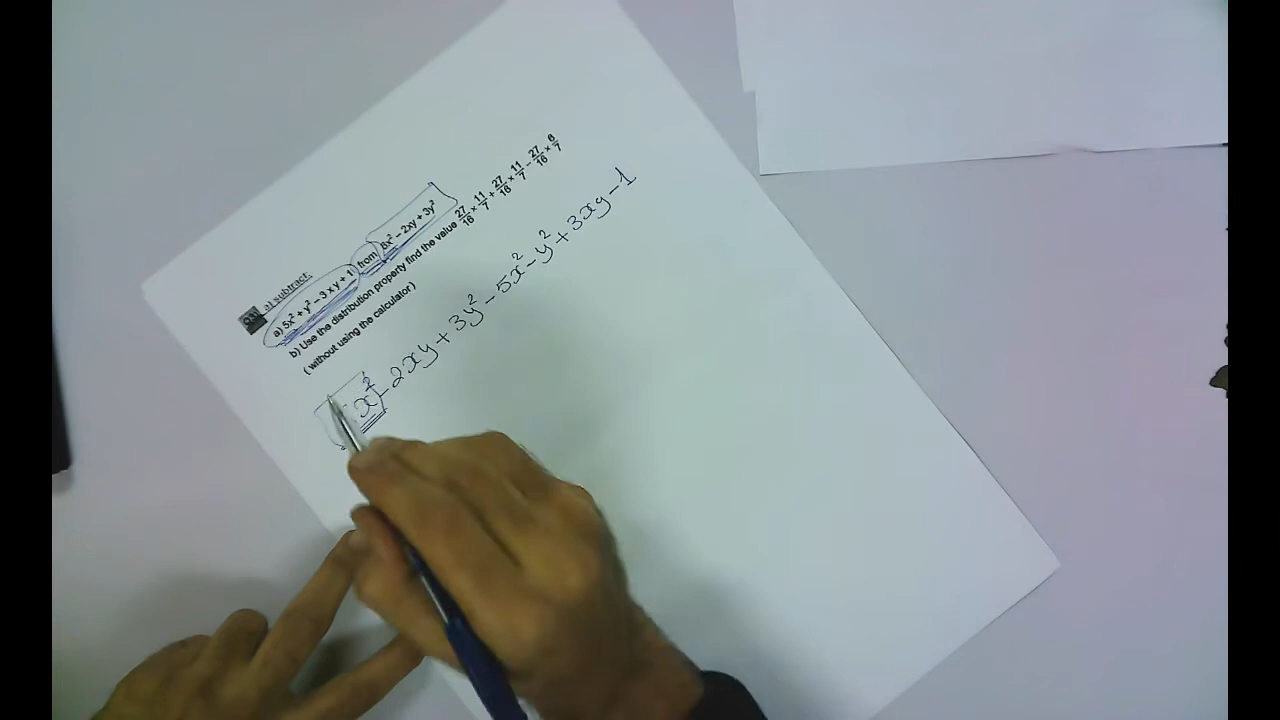 Q3) a) subtract:
a) 5x² + y² – 3xy + 1 from 8x² – 2xy + 3y²
b) Use the distribution property find the value 27/16 × 11/7 + 27/16 × 11/7 – 27/16 × 6/7
( without using the calculator)
x² – 2xy + 3y² – 5x² – y² + 3xy – 1